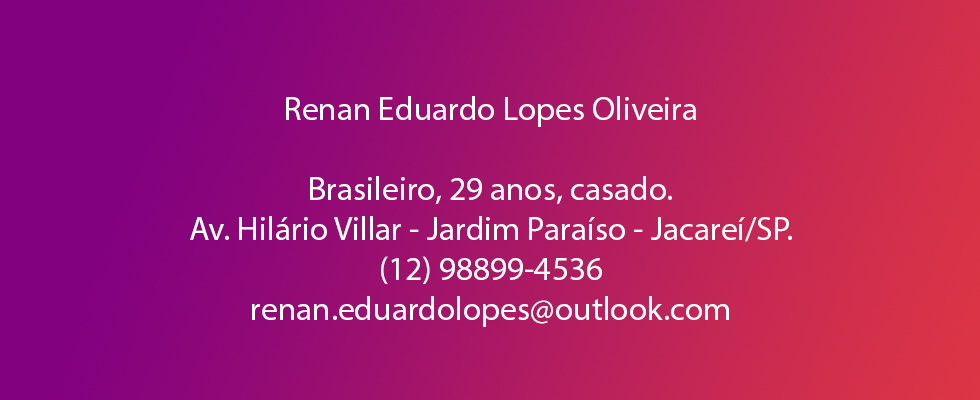 Renan Eduardo Lopes Oliveira
Brasileiro, 29 anos, casado.
Av. Hilário Villar - Jardim Paraíso - Jacareí/SP.
(12) 98899-4536
renan.eduardolopes@outlook.com